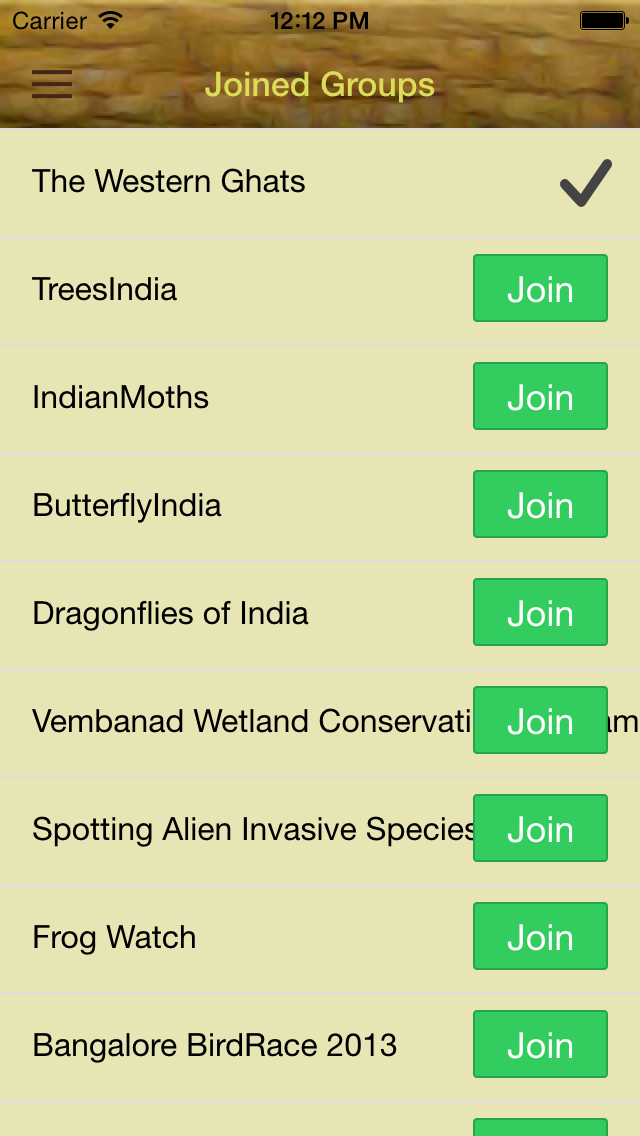 Carrier 12:12 PM
Joined Groups
The Western Ghats
TreesIndia Join
IndianMoths Join
ButterflyIndia Join
Dragonflies of India Join
Vembanad Wetland Conservati Join am
Spotting Alien Invasive Species Join
Frog Watch Join
Bangalore BirdRace 2013 Join